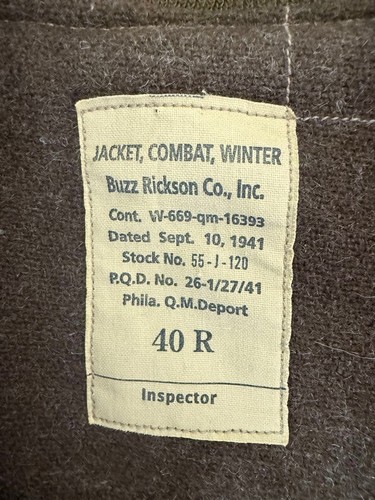 JACKET, COMBAT, WINTER
Buzz Rickson Co., Inc.
Cont. W-669-qm-16393
Dated Sept. 10, 1941
Stock No. 55-J-120
P.Q.D. No. 26-1/27/41
Phila. Q.M.Deport
40 R
Inspector